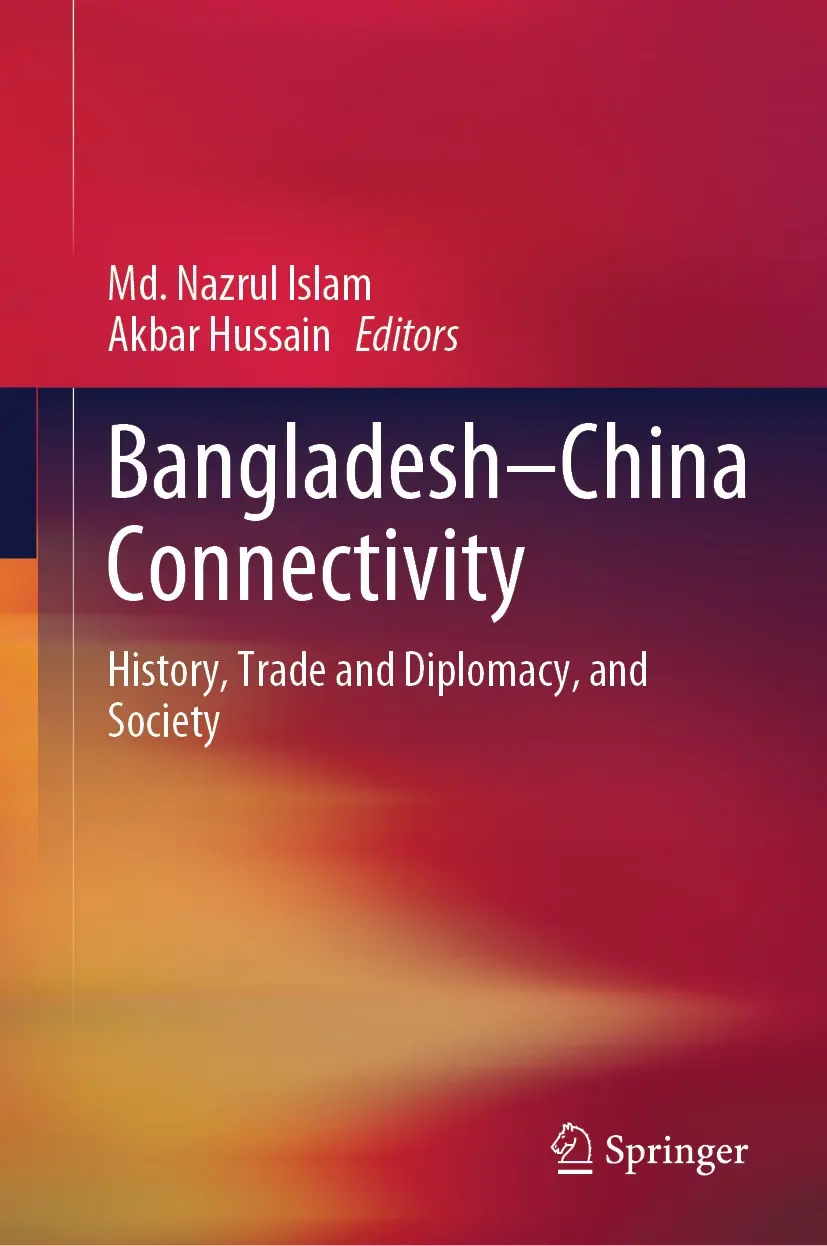 Md. Nazrul Islam
Akbar Hussain Editors
Bangladesh–China
Connectivity
History, Trade and Diplomacy, and
Society
Springer